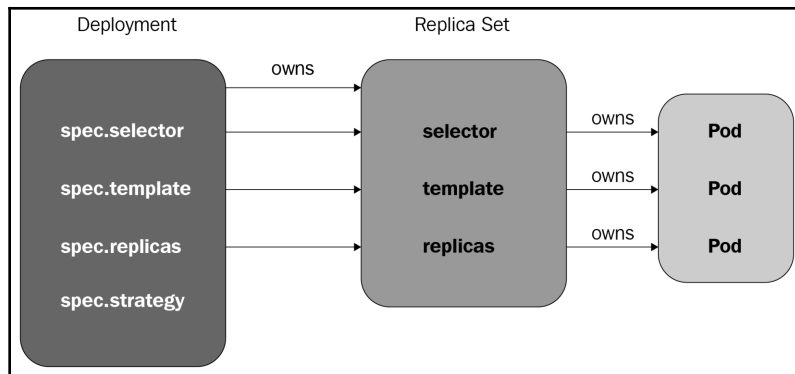 Deployment
Replica Set
owns
spec.selector
selector
owns
Pod
spec.template
template
owns
Pod
spec.replicas
replicas
owns
Pod
spec.strategy